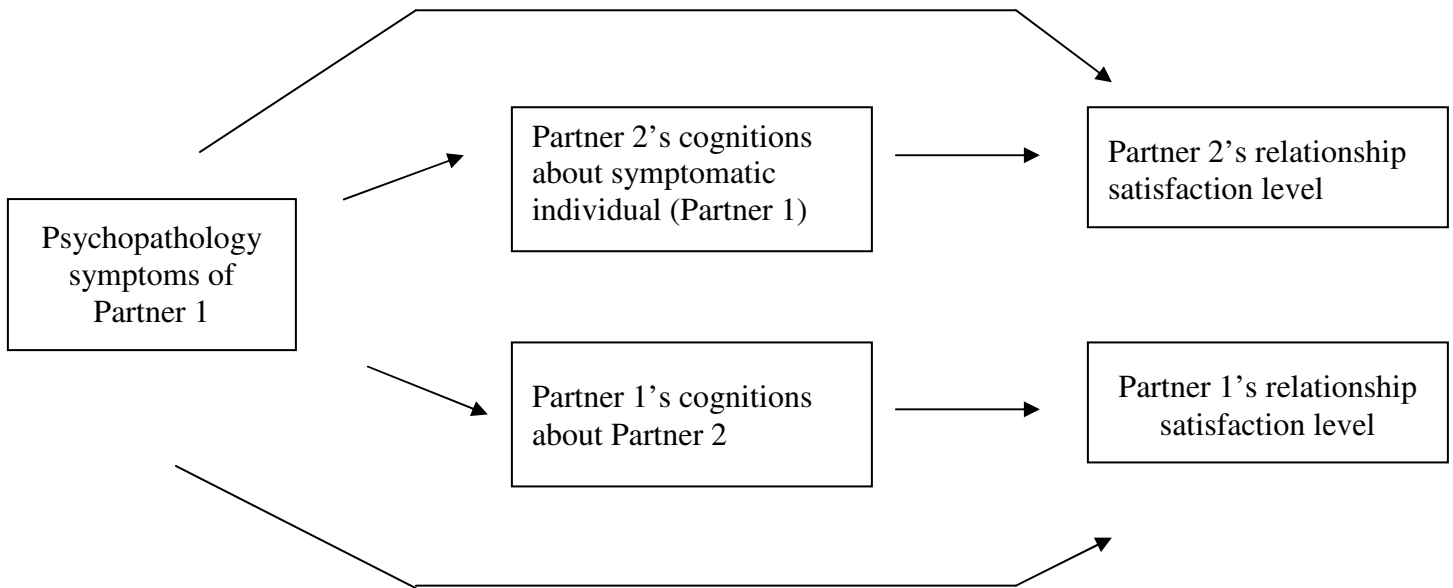 Psychopathology
symptoms of
Partner 1
Partner 2’s cognitions
about symptomatic
individual (Partner 1)
Partner 2’s relationship
satisfaction level
Partner 1’s cognitions
about Partner 2
Partner 1’s relationship
satisfaction level